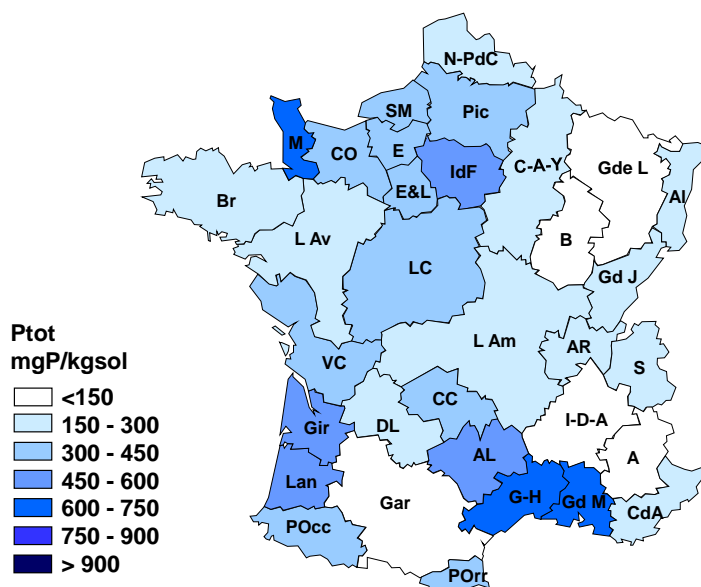 N-PdC
SM
Pic
M
CO
E
IdF
C-A-Y
Gde L
Al
E&L
Br
L Av
B
LC
Gd J
Ptot
mgP/kgsol
<150
150 - 300
300 - 450
450 - 600
600 - 750
750 - 900
> 900
VC
L Am
AR
S
CC
I-D-A
Gir
DL
AL
A
Lan
Gar
G-H
Gd M
CdA
POcc
POrr